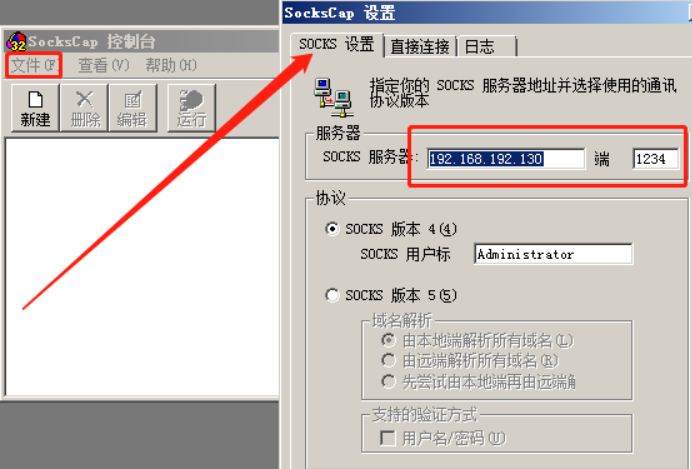 SocksCap 控制台
文件(F)
查看(V)
帮助(H)
新建
删除
编辑
运行
SocksCap 设置
SOCKS 设置
直接连接
日志
指定你的 SOCKS 服务器地址并选择使用的通讯
协议版本
服务器
SOCKS 服务器:
192.168.192.130
端
1234
协议
SOCKS 版本 4(4)
SOCKS 用户标
Administrator
SOCKS 版本 5(5)
域名解析
由本地端解析所有域名(L)
由远端解析所有域名(R)
先尝试由本地端再由远端
支持的验证方式
用户名/密码(U)